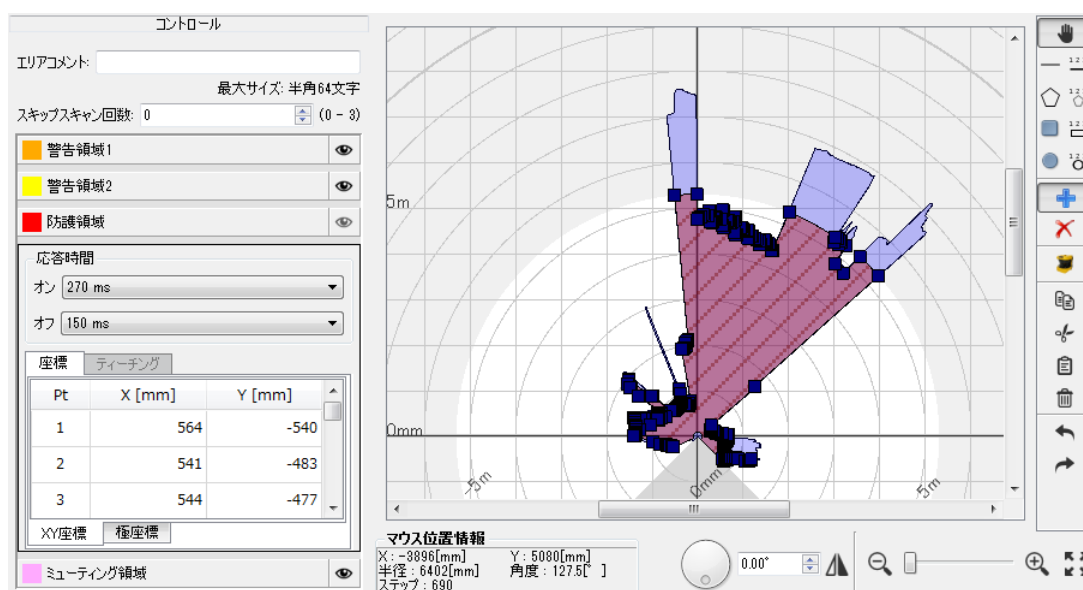 コントロール
エリアコメント:
最大サイズ: 半角64文字
スキップスキャン回数: 0 (0 - 3)
警告領域1
警告領域2
防護領域
応答時間
オン 270 ms
オフ 150 ms
座標 ティーチング
Pt X [mm] Y [mm]
1 564 -540
2 541 -483
3 544 -477
XY座標 極座標
ミューティング領域
5m
0mm
-5m
0mm
5m
マウス位置情報
X : -3896[mm] Y : 5080[mm]
半径 : 6402[mm] 角度 : 127.5[° ]
ステップ : 690
0.00°